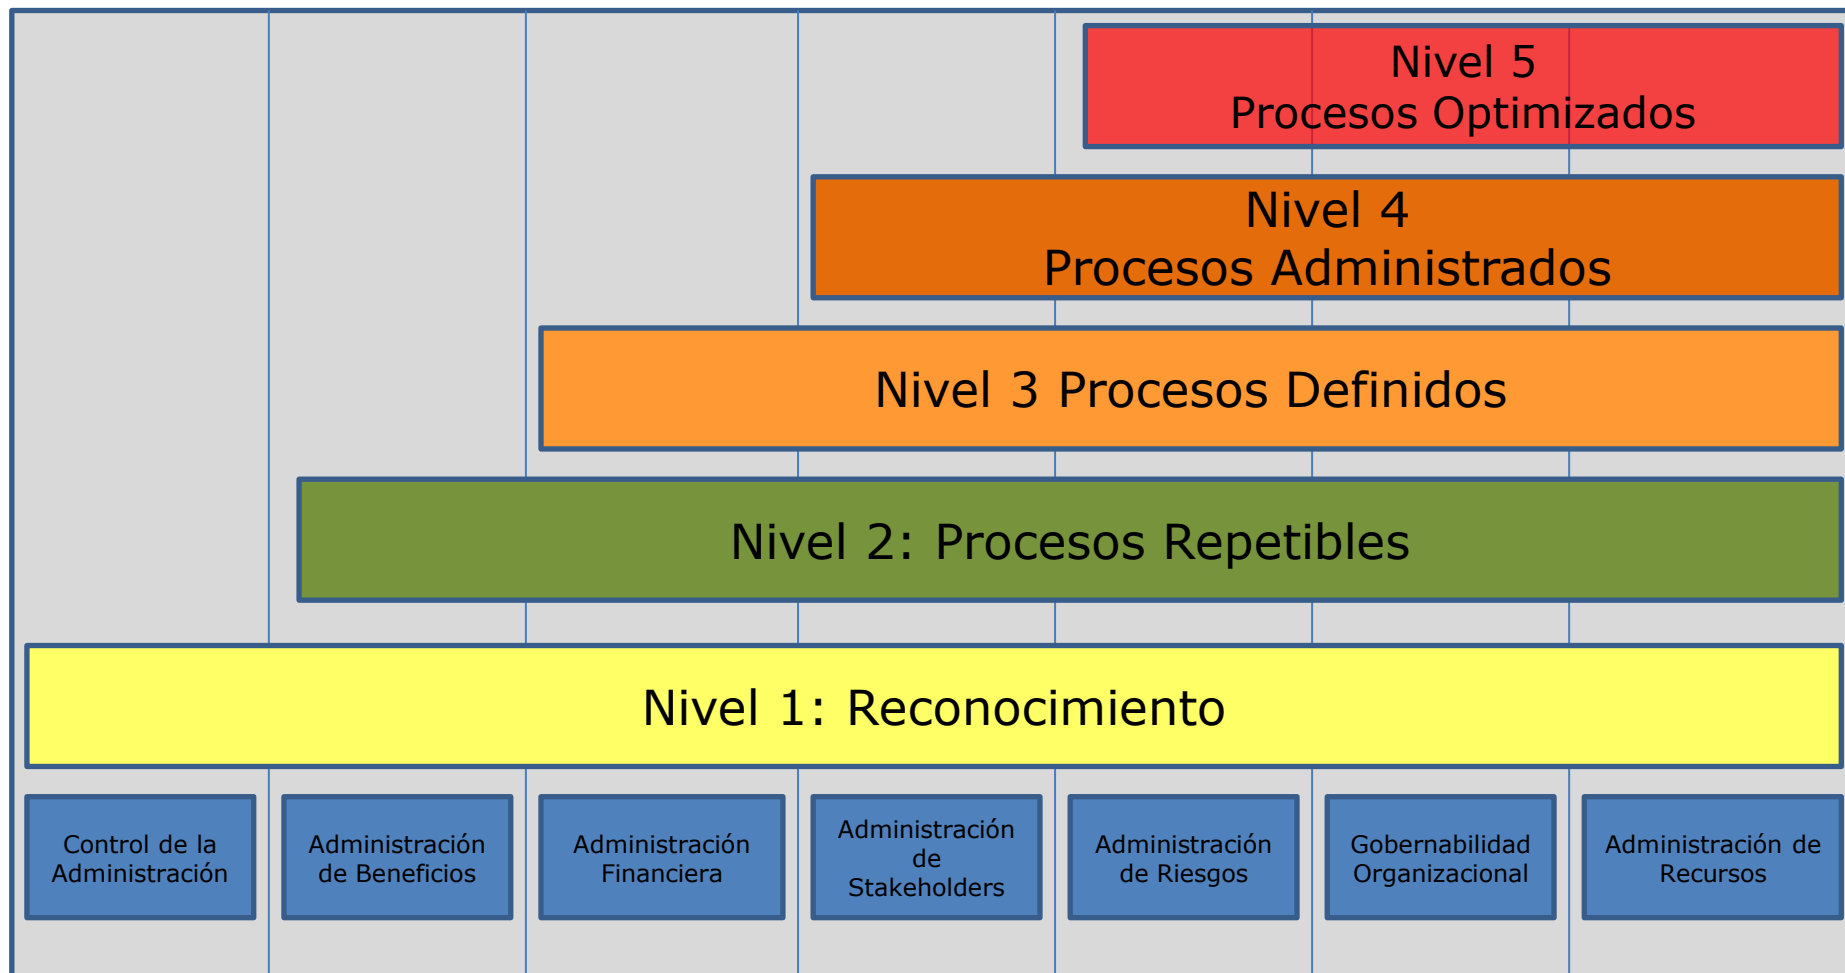 Nivel 5
Procesos Optimizados
Nivel 4
Procesos Administrados
Nivel 3 Procesos Definidos
Nivel 2: Procesos Repetibles
Nivel 1: Reconocimiento
Control de la
Administración
Administración
de Beneficios
Administración
Financiera
Administración
de
Stakeholders
Administración
de Riesgos
Gobernabilidad
Organizacional
Administración de
Recursos